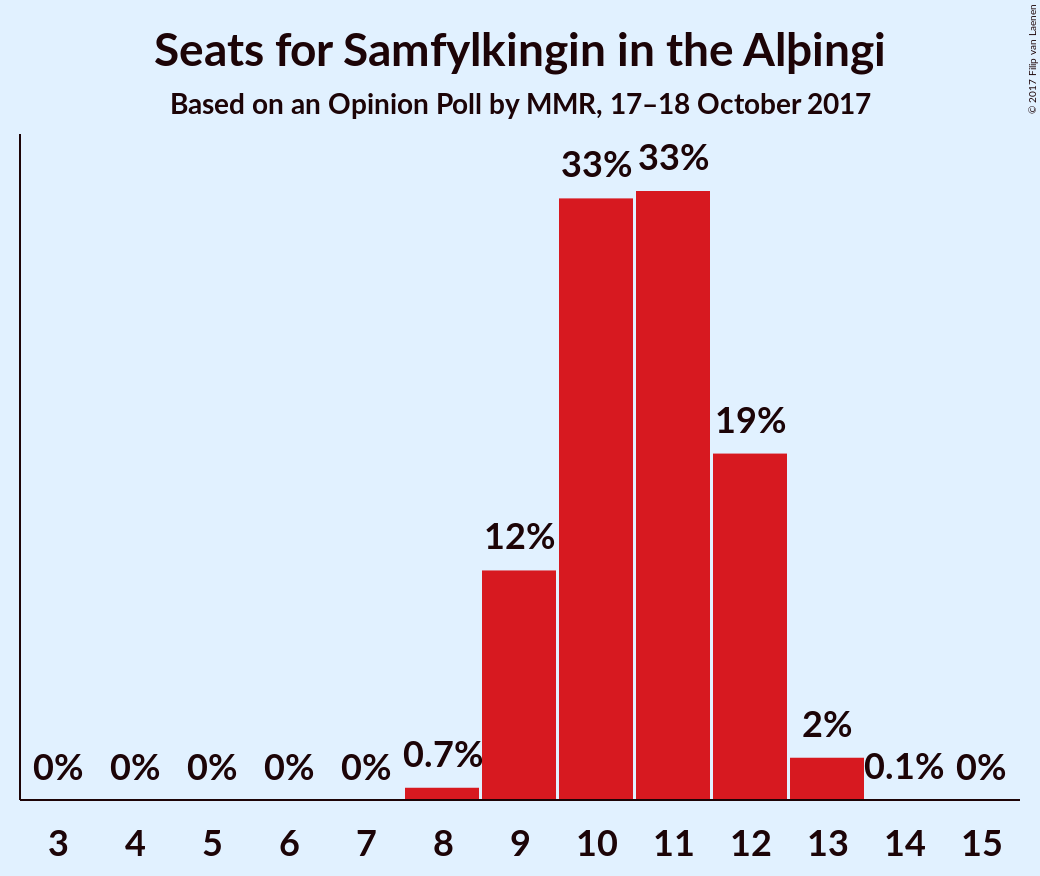 Seats for Samfylkingin in the Alþingi
Based on an Opinion Poll by MMR, 17–18 October 2017
© 2017 Filip van Laenen
33% 33%
19%
12%
2%
0% 0% 0% 0% 0% 0.7% 0.1% 0%
3 4 5 6 7 8 9 10 11 12 13 14 15